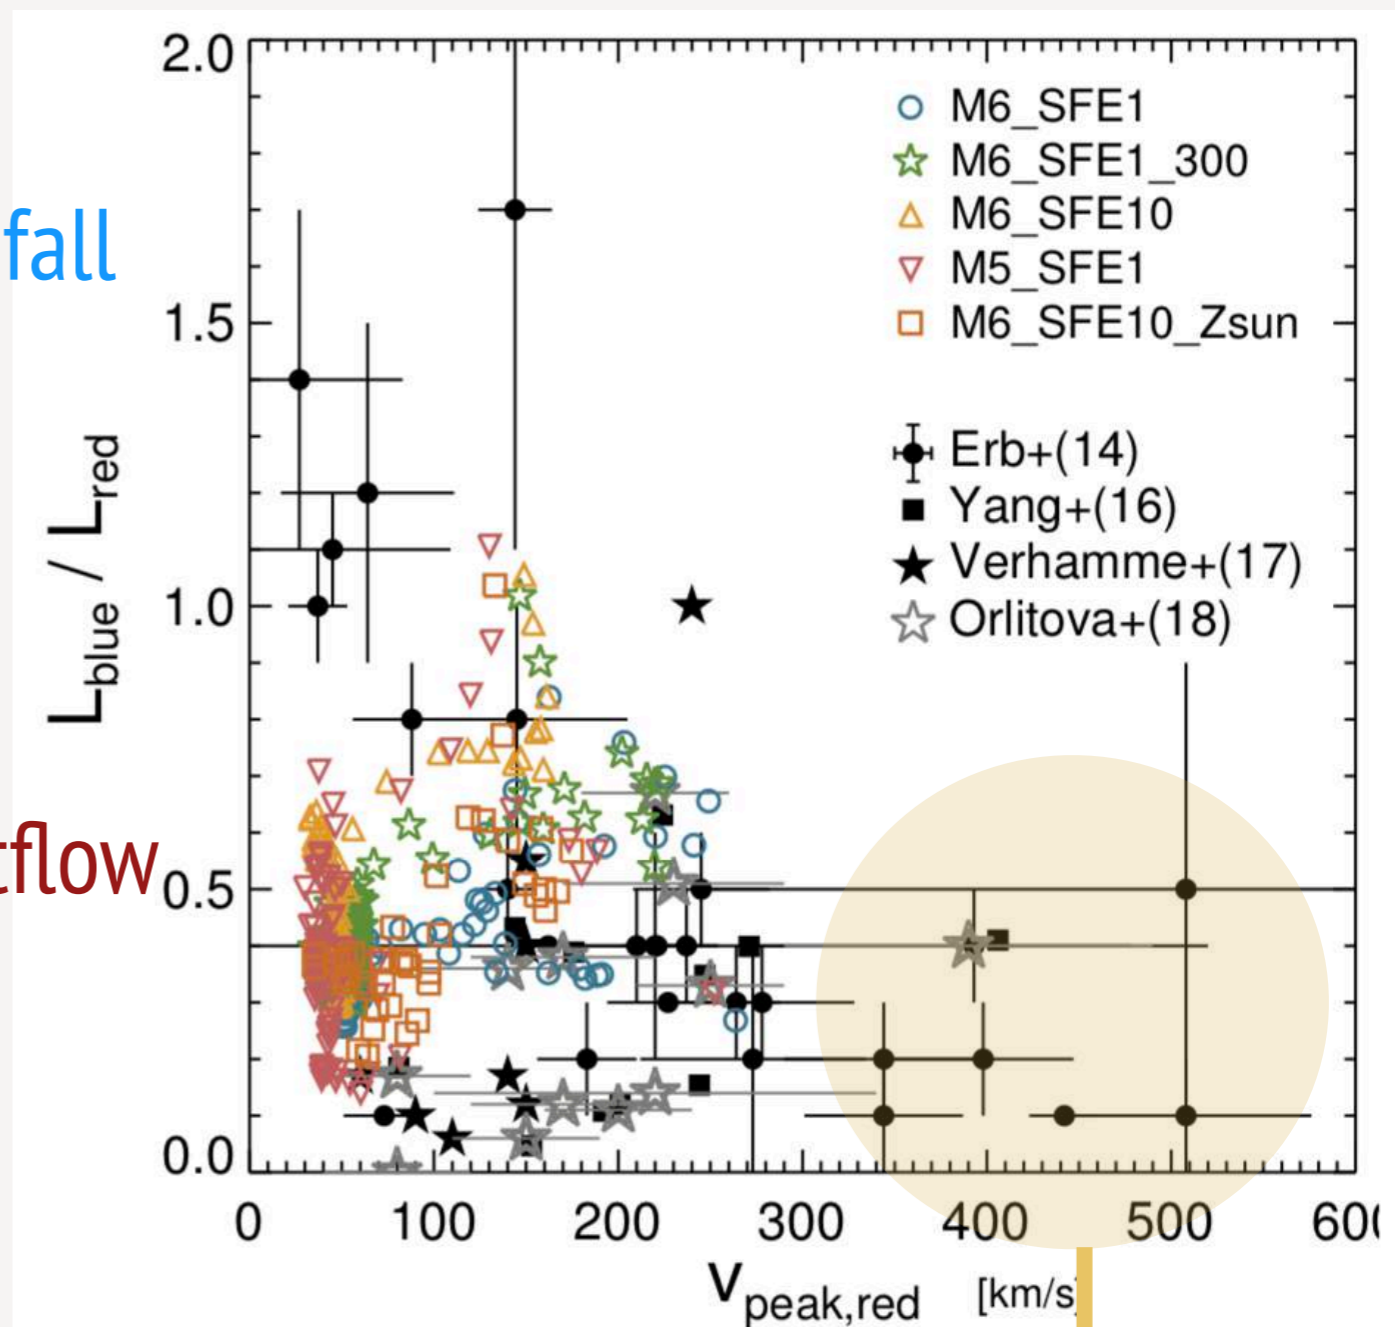 2.0
1.5
1.0
0.5
0.0
fall
L_blue / L_red
M6_SFE1
M6_SFE1_300
M6_SFE10
M5_SFE1
M6_SFE10_Zsun
Erb+(14)
Yang+(16)
Verhamme+(17)
Orlitova+(18)
tflow
0 100 200 300 400 500 600
V_peak,red [km/s]